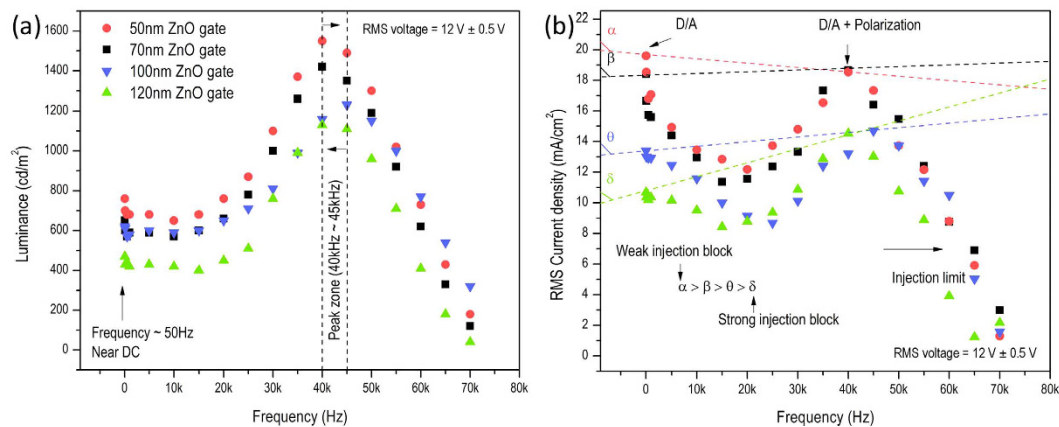 (a)
50nm ZnO gate
70nm ZnO gate
100nm ZnO gate
120nm ZnO gate
RMS voltage = 12 V ± 0.5 V
Peak zone (40kHz ~ 45kHz)
Frequency ~ 50Hz
Near DC
Luminance (cd/m²)
1600
1400
1200
1000
800
600
400
200
0
0 10k 20k 30k 40k 50k 60k 70k 80k
Frequency (Hz)
(b)
D/A
D/A + Polarization
α
β
θ
δ
Weak injection block
α > β > θ > δ
Strong injection block
Injection limit
RMS voltage = 12 V ± 0.5 V
RMS Current density (mA/cm²)
22
20
18
16
14
12
10
8
6
4
2
0
0 10k 20k 30k 40k 50k 60k 70k 80k
Frequency (Hz)